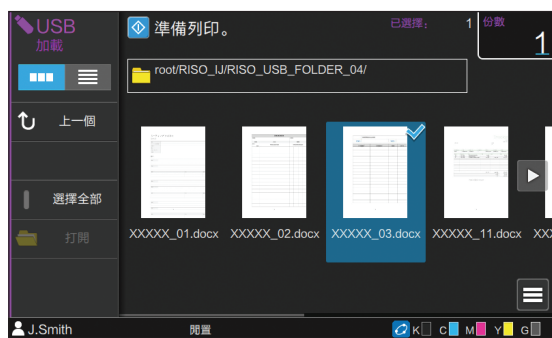 USB
加載
準備列印。
已選擇： 1
份數
1
root/RISO_IJ/RISO_USB_FOLDER_04/
上一個
選擇全部
打開
XXXXX_01.docx
XXXXX_02.docx
XXXXX_03.docx
XXXXX_11.docx
XXX
J.Smith
閒置
K C M Y G